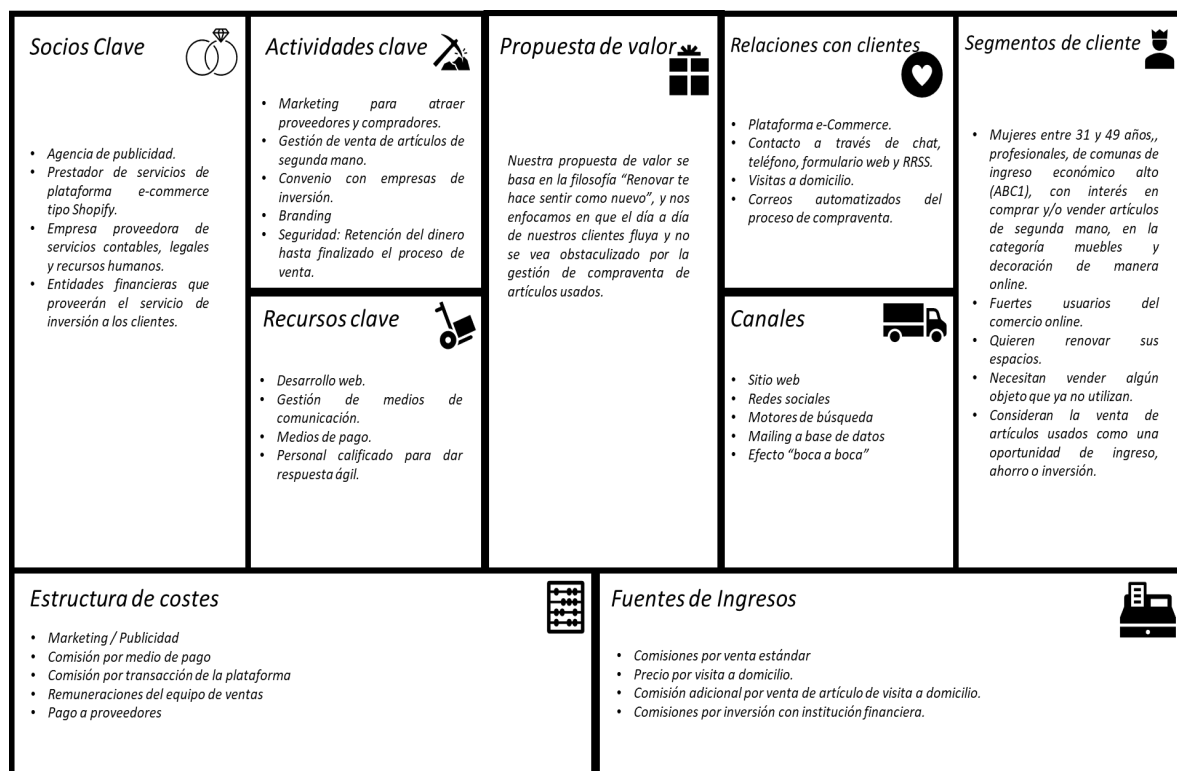 Socios Clave
• Agencia de publicidad.
• Prestador de servicios de
plataforma e-commerce
tipo Shopify.
• Empresa proveedora de
servicios contables, legales
y recursos humanos.
• Entidades financieras que
proveerán el servicio de
inversión a los clientes.
Actividades clave
• Marketing para atraer
proveedores y compradores.
• Gestión de venta de artículos de
segunda mano.
• Convenio con empresas de
inversión.
• Branding
• Seguridad: Retención del dinero
hasta finalizado el proceso de
venta.
Recursos clave
• Desarrollo web.
• Gestión de medios de
comunicación.
• Medios de pago.
• Personal calificado para dar
respuesta ágil.
Propuesta de valor
Nuestra propuesta de valor se
basa en la filosofía “Renovar te
hace sentir como nuevo”, y nos
enfocamos en que el día a día
de nuestros clientes fluya y no
se vea obstaculizado por la
gestión de compraventa de
artículos usados.
Relaciones con clientes
• Plataforma e-Commerce.
• Contacto a través de chat,
teléfono, formulario web y RRSS.
• Visitas a domicilio.
• Correos automatizados del
proceso de compraventa.
Canales
• Sitio web
• Redes sociales
• Motores de búsqueda
• Mailing a base de datos
• Efecto “boca a boca”
Segmentos de cliente
• Mujeres entre 31 y 49 años,,
profesionales, de comunas de
ingreso económico alto
(ABC1), con interés en
comprar y/o vender artículos
de segunda mano, en la
categoría muebles y
decoración de manera
online.
• Fuertes usuarios del
comercio online.
• Quieren renovar sus
espacios.
• Necesitan vender algún
objeto que ya no utilizan.
• Consideran la venta de
artículos usados como una
oportunidad de ingreso,
ahorro o inversión.
Estructura de costes
• Marketing / Publicidad
• Comisión por medio de pago
• Comisión por transacción de la plataforma
• Remuneraciones del equipo de ventas
• Pago a proveedores
Fuentes de Ingresos
• Comisiones por venta estándar
• Precio por visita a domicilio.
• Comisión adicional por venta de artículo de visita a domicilio.
• Comisiones por inversión con institución financiera.